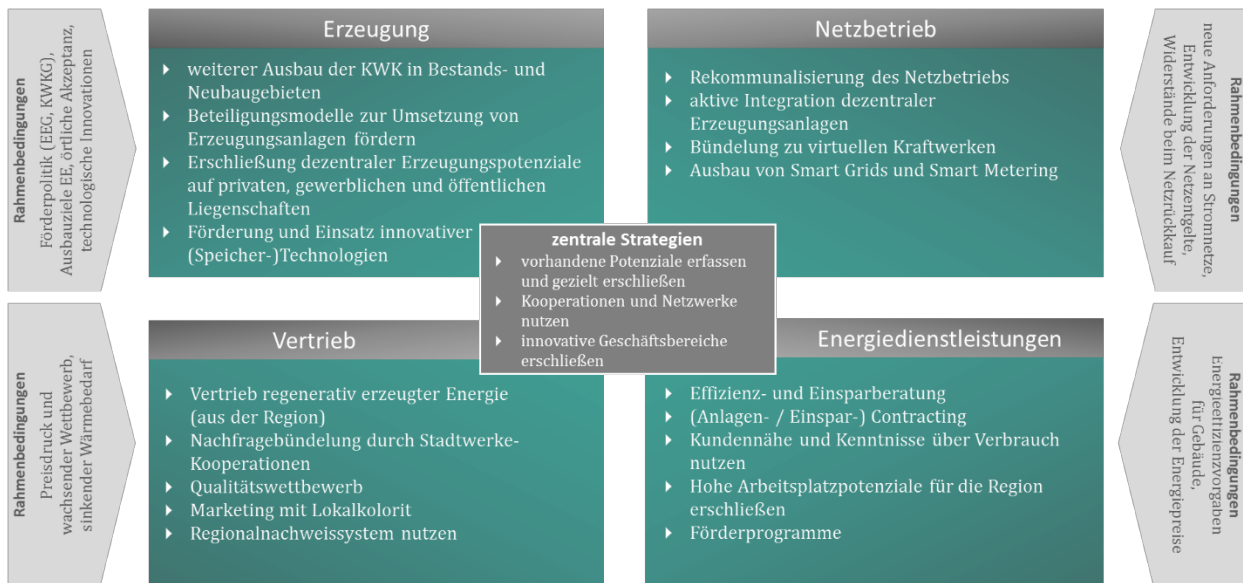 Rahmenbedingungen
Förderpolitik (EEG, KWKG),
Ausbauziele EE, örtliche Akzeptanz,
technologische Innovationen
Erzeugung
weiterer Ausbau der KWK in Bestands- und
Neubaugebieten
Beteiligungsmodelle zur Umsetzung von
Erzeugungsanlagen fördern
Erschließung dezentraler Erzeugungspotenziale
auf privaten, gewerblichen und öffentlichen
Liegenschaften
Förderung und Einsatz innovativer
(Speicher-)Technologien
Netzbetrieb
Rekommunalisierung des Netzbetriebs
aktive Integration dezentraler
Erzeugungsanlagen
Bündelung zu virtuellen Kraftwerken
Ausbau von Smart Grids und Smart Metering
Rahmenbedingungen
neue Anforderungen an Stromnetze,
Entwicklung der Netzentgelte,
Widerstände beim Netzrückkauf
zentrale Strategien
vorhandene Potenziale erfassen
und gezielt erschließen
Kooperationen und Netzwerke
nutzen
innovative Geschäftsbereiche
erschließen
Rahmenbedingungen
Preisdruck und
wachsender Wettbewerb,
sinkender Wärmebedarf
Vertrieb
Vertrieb regenerativ erzeugter Energie
(aus der Region)
Nachfragebündelung durch Stadtwerke-
Kooperationen
Qualitätswettbewerb
Marketing mit Lokalkolorit
Regionalnachweissystem nutzen
Energiedienstleistungen
Effizienz- und Einsparberatung
(Anlagen- / Einspar-) Contracting
Kundennähe und Kenntnisse über Verbrauch
nutzen
Hohe Arbeitsplatzpotenziale für die Region
erschließen
Förderprogramme
Rahmenbedingungen
Energieeffizienzvorgaben
für Gebäude,
Entwicklung der Energiepreise